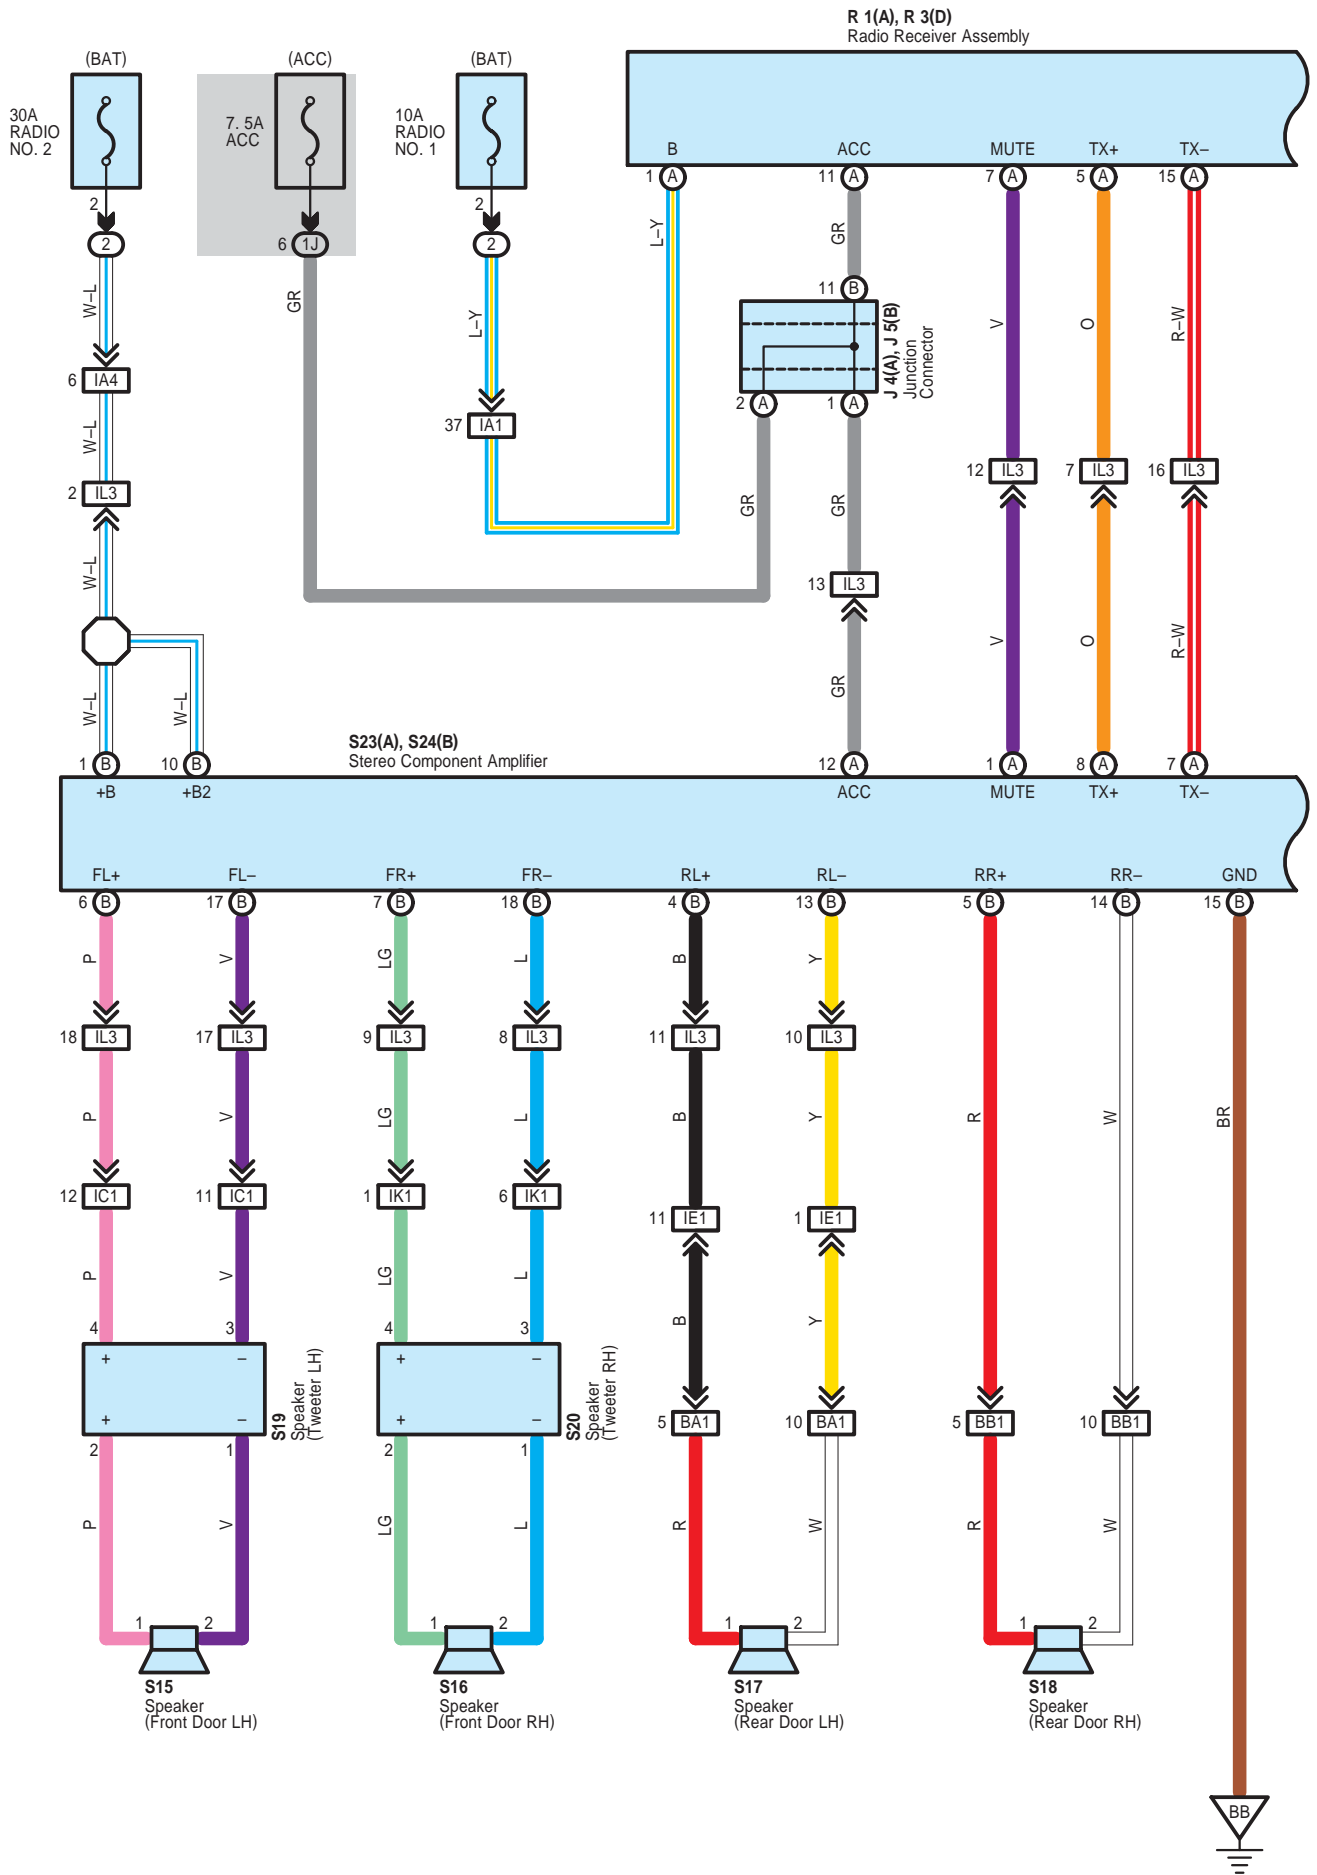 R 1(A), R 3(D)
Radio Receiver Assembly
(BAT)
(ACC)
(BAT)
30A
RADIO
NO. 2
7. 5A
ACC
10A
RADIO
NO. 1
B
ACC
MUTE
TX+
TX–
1 A
11 A
7 A
5 A
15 A
2
2
2
6 1J
2
W–L
GR
L–Y
L–Y
GR
V
O
R–W
11 B
J 4(A), J 5(B)
Junction
Connector
6 IA4
2 A
1 A
37 IA1
W–L
2 IL3
GR
GR
12 IL3
7 IL3
16 IL3
W–L
13 IL3
W–L
W–L
GR
V
O
R–W
S23(A), S24(B)
Stereo Component Amplifier
1 B
10 B
12 A
1 A
8 A
7 A
+B
+B2
ACC
MUTE
TX+
TX–
FL+
FL–
FR+
FR–
RL+
RL–
RR+
RR–
GND
6 B
17 B
7 B
18 B
4 B
13 B
5 B
14 B
15 B
P
V
LG
L
B
Y
18 IL3
17 IL3
9 IL3
8 IL3
11 IL3
10 IL3
P
V
LG
L
B
Y
R
W
BR
12 IC1
11 IC1
1 IK1
6 IK1
11 IE1
1 IE1
P
V
LG
L
B
Y
4
3
4
3
+
–
+
–
+
–
+
–
S19
Speaker
(Tweeter LH)
S20
Speaker
(Tweeter RH)
5 BA1
10 BA1
5 BB1
10 BB1
2
1
2
1
P
V
LG
L
R
W
R
W
1
2
1
2
1
2
1
2
S15
Speaker
(Front Door LH)
S16
Speaker
(Front Door RH)
S17
Speaker
(Rear Door LH)
S18
Speaker
(Rear Door RH)
BB